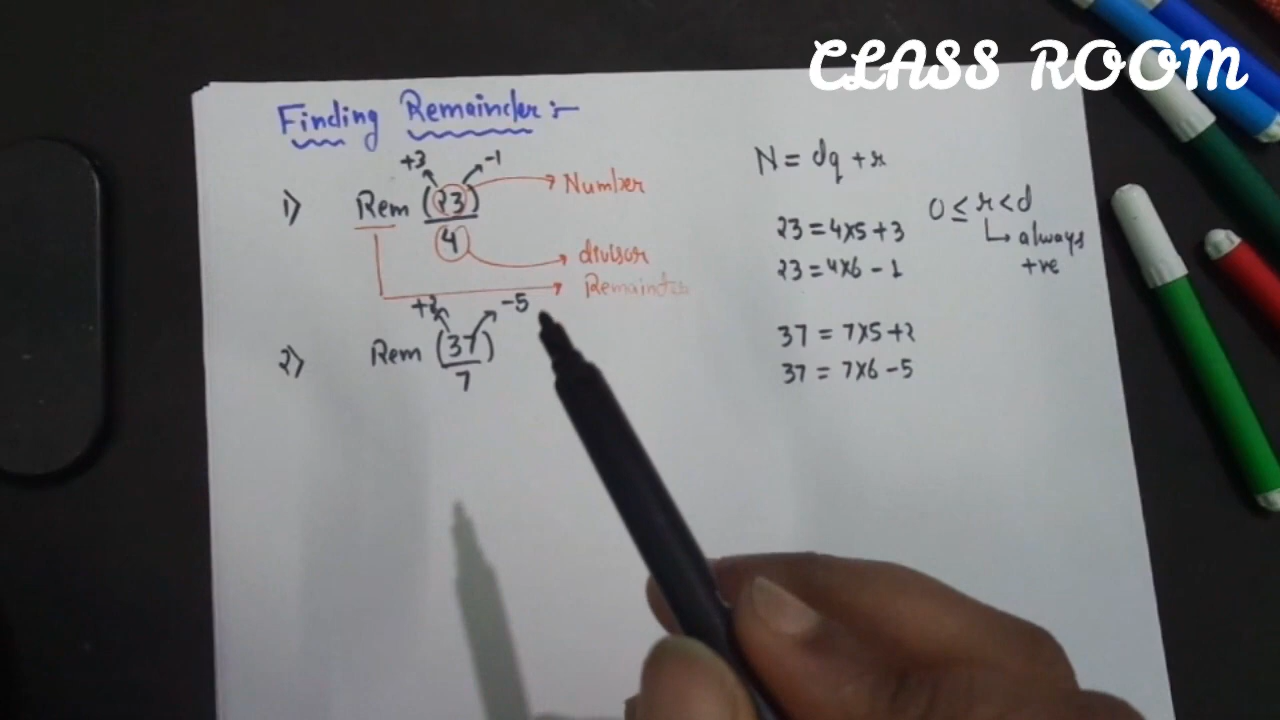 CLASS ROOM
Finding Remainder :-
1) Rem (23)
4
+3
-1
Number
divisor
Remainder
2) Rem (37)
7
+2
-5
N = dq + r
23 = 4x5 + 3
23 = 4x6 - 1
0 ≤ r < d
always
+ve
37 = 7x5 + 2
37 = 7x6 - 5